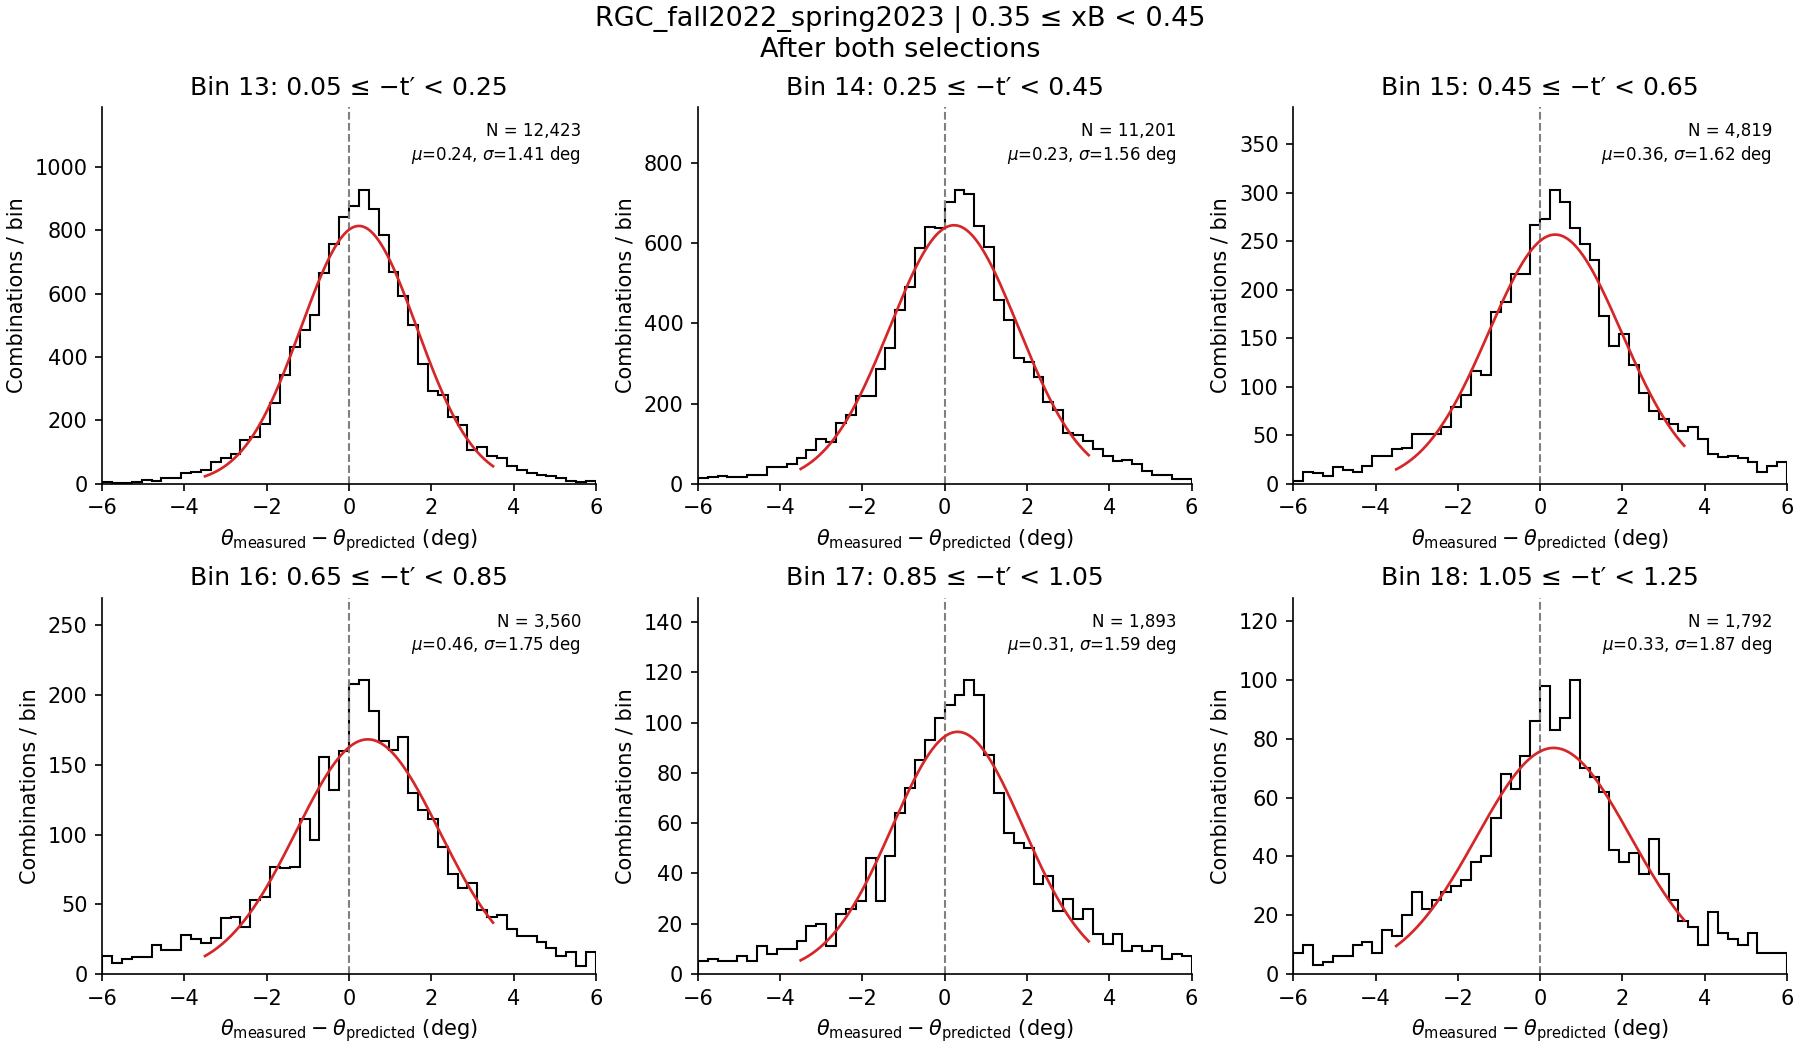 RGC_fall2022_spring2023 | 0.35 ≤ xB < 0.45
After both selections
Bin 13: 0.05 ≤ −t′ < 0.25
N = 12,423
μ=0.24, σ=1.41 deg
Combinations / bin
0
200
400
600
800
1000
−6
−4
−2
0
2
4
6
θmeasured − θpredicted (deg)
Bin 14: 0.25 ≤ −t′ < 0.45
N = 11,201
μ=0.23, σ=1.56 deg
Combinations / bin
0
200
400
600
800
−6
−4
−2
0
2
4
6
θmeasured − θpredicted (deg)
Bin 15: 0.45 ≤ −t′ < 0.65
N = 4,819
μ=0.36, σ=1.62 deg
Combinations / bin
0
50
100
150
200
250
300
350
−6
−4
−2
0
2
4
6
θmeasured − θpredicted (deg)
Bin 16: 0.65 ≤ −t′ < 0.85
N = 3,560
μ=0.46, σ=1.75 deg
Combinations / bin
0
50
100
150
200
250
−6
−4
−2
0
2
4
6
θmeasured − θpredicted (deg)
Bin 17: 0.85 ≤ −t′ < 1.05
N = 1,893
μ=0.31, σ=1.59 deg
Combinations / bin
0
20
40
60
80
100
120
140
−6
−4
−2
0
2
4
6
θmeasured − θpredicted (deg)
Bin 18: 1.05 ≤ −t′ < 1.25
N = 1,792
μ=0.33, σ=1.87 deg
Combinations / bin
0
20
40
60
80
100
120
−6
−4
−2
0
2
4
6
θmeasured − θpredicted (deg)